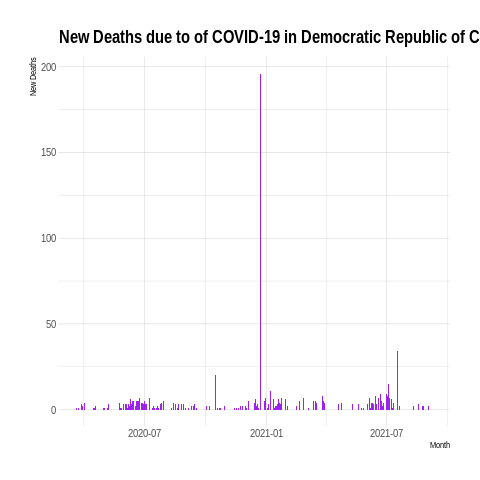 New Deaths due to of COVID-19 in Democratic Republic of C
New Deaths
200
150
100
50
0
2020-07
2021-01
2021-07
Month